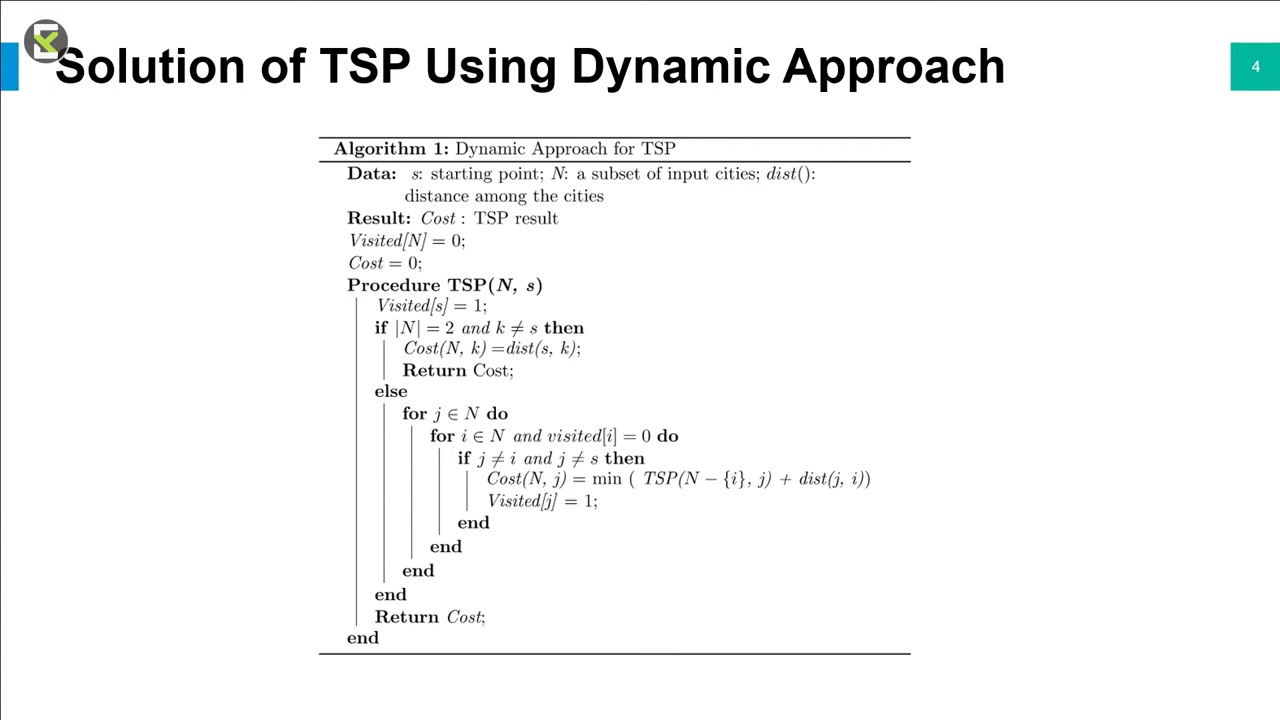 Solution of TSP Using Dynamic Approach
4
Algorithm 1: Dynamic Approach for TSP
Data: s: starting point; N: a subset of input cities; dist():
distance among the cities
Result: Cost : TSP result
Visited[N] = 0;
Cost = 0;
Procedure TSP(N, s)
Visited[s] = 1;
if |N| = 2 and k ≠ s then
Cost(N, k) =dist(s, k);
Return Cost;
else
for j ∈ N do
for i ∈ N and visited[i] = 0 do
if j ≠ i and j ≠ s then
Cost(N, j) = min ( TSP(N − {i}, j) + dist(j, i))
Visited[j] = 1;
end
end
end
end
Return Cost;
end